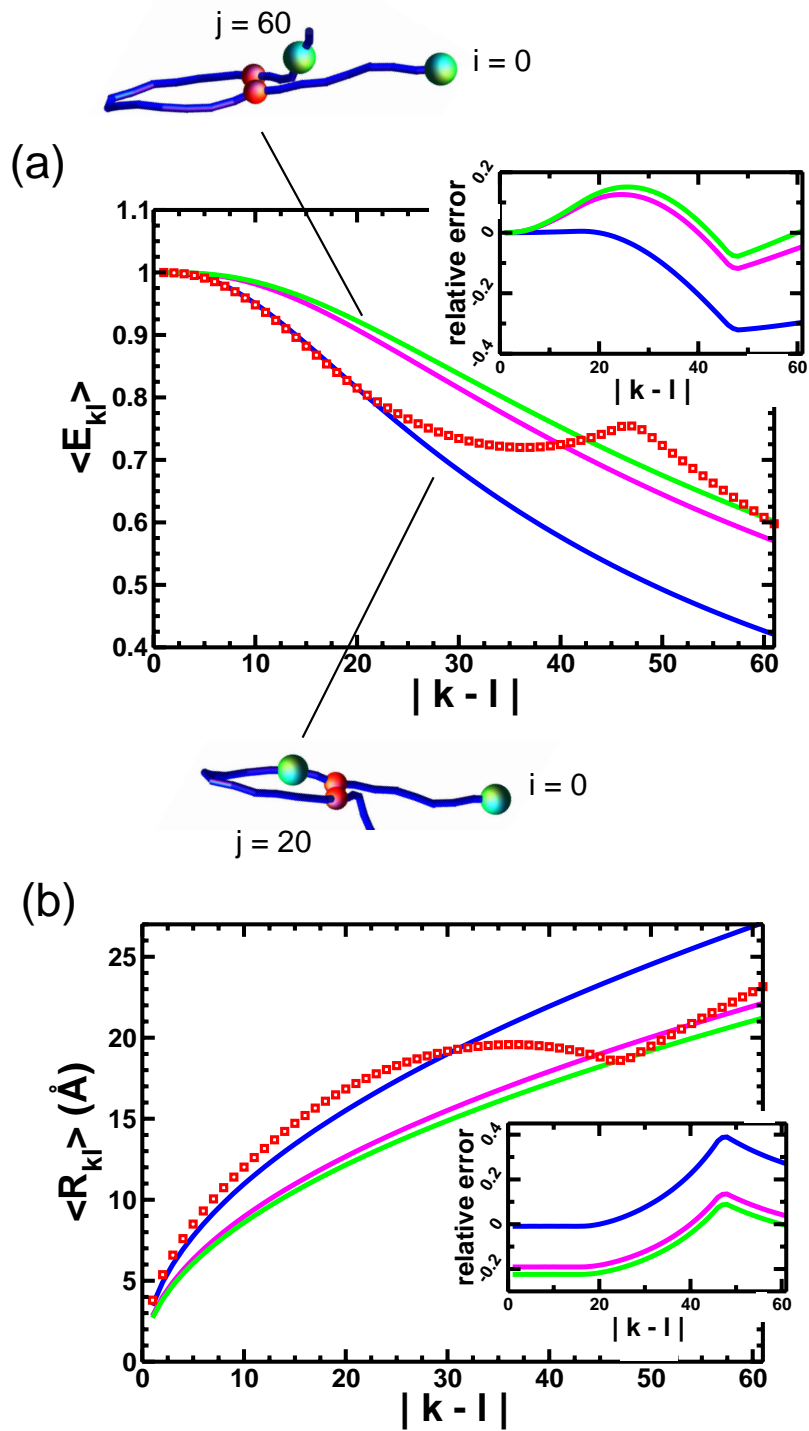 j = 60
i = 0
(a)
0.2
0
-0.2
-0.4
relative error
0 20 40 60
| k - l |
1.1
1
0.9
0.8
0.7
0.6
0.5
0.4
<E_kl>
0 10 20 30 40 50 60
| k - l |
i = 0
j = 20
(b)
25
20
15
10
5
0
<R_kl> (Å)
0.4
0.2
0
-0.2
relative error
0 20 40 60
| k - l |
0 10 20 30 40 50 60
| k - l |